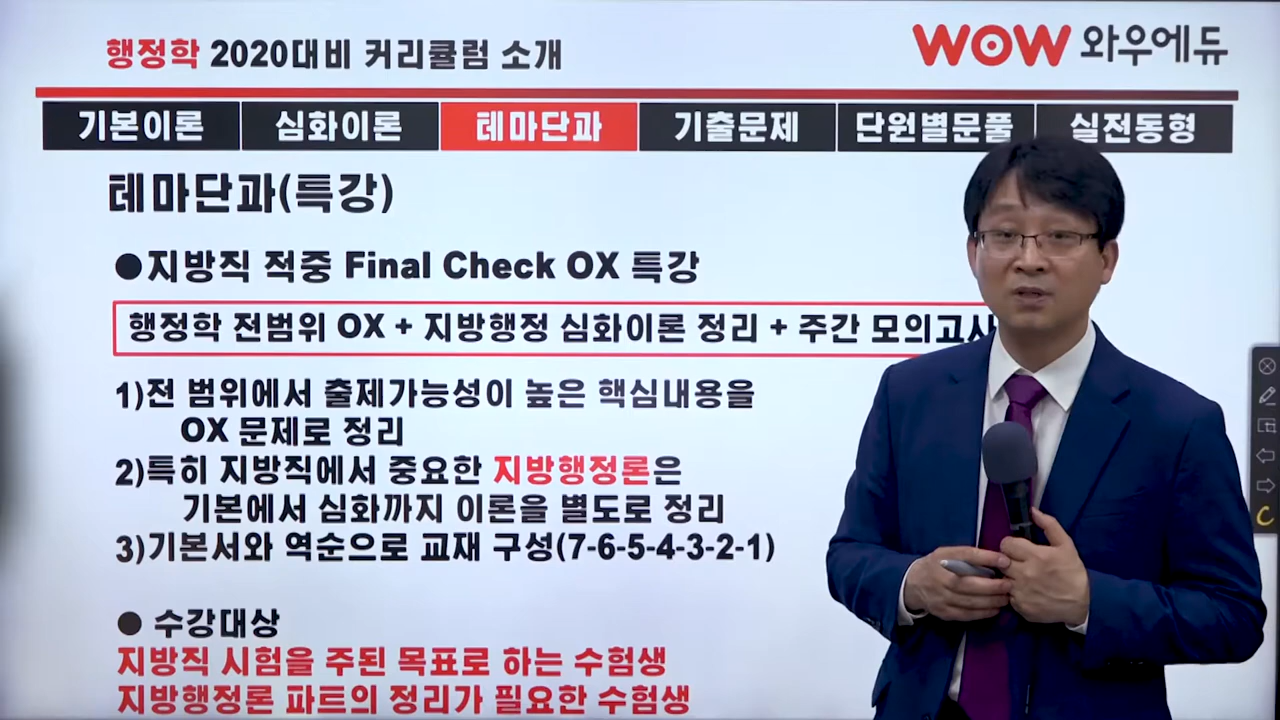 행정학 2020대비 커리큘럼 소개
WOW 와우에듀
기본이론 심화이론 테마단과 기출문제 단원별문풀 실전동형
테마단과(특강)
●지방직 적중 Final Check OX 특강
행정학 전범위 OX + 지방행정 심화이론 정리 + 주간 모의고사
1)전 범위에서 출제가능성이 높은 핵심내용을
OX 문제로 정리
2)특히 지방직에서 중요한 지방행정론은
기본에서 심화까지 이론을 별도로 정리
3)기본서와 역순으로 교재 구성(7-6-5-4-3-2-1)
● 수강대상
지방직 시험을 주된 목표로 하는 수험생
지방행정론 파트의 정리가 필요한 수험생